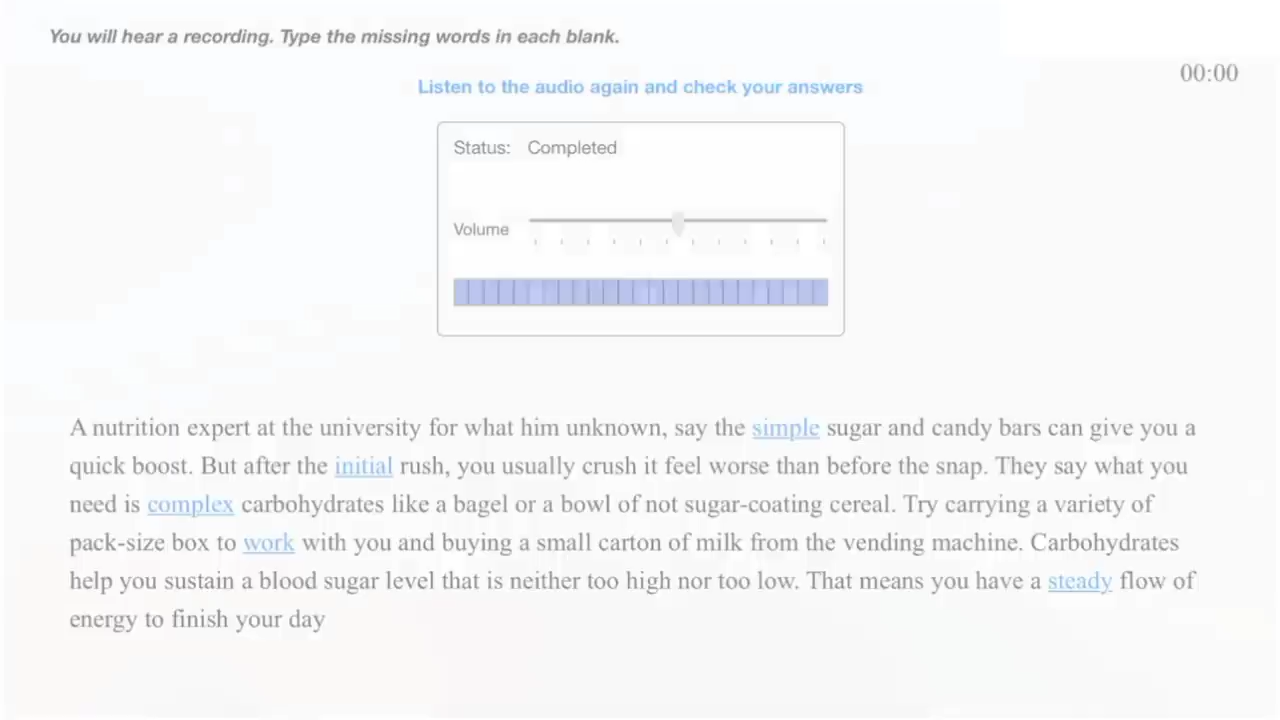 You will hear a recording. Type the missing words in each blank.
00:00
Listen to the audio again and check your answers
Status: Completed
Volume
A nutrition expert at the university for what him unknown, say the simple sugar and candy bars can give you a
quick boost. But after the initial rush, you usually crush it feel worse than before the snap. They say what you
need is complex carbohydrates like a bagel or a bowl of not sugar-coating cereal. Try carrying a variety of
pack-size box to work with you and buying a small carton of milk from the vending machine. Carbohydrates
help you sustain a blood sugar level that is neither too high nor too low. That means you have a steady flow of
energy to finish your day